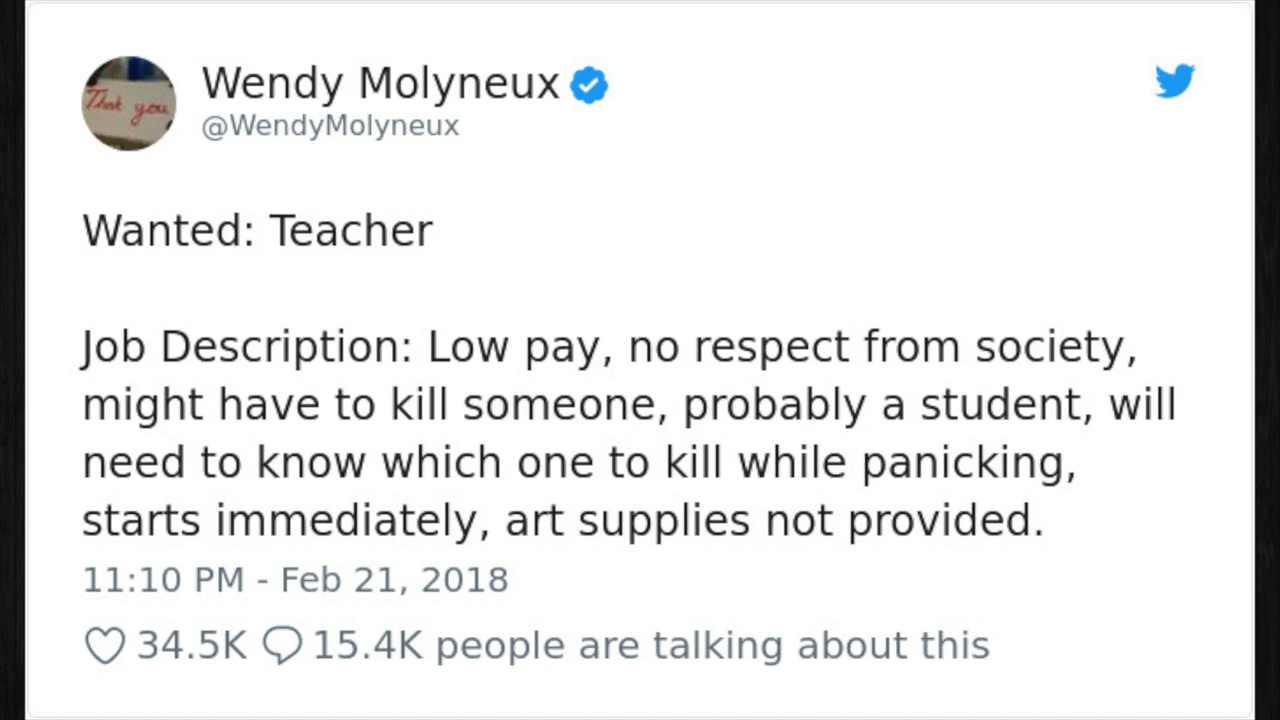 Thank you
Wendy Molyneux
@WendyMolyneux
Wanted: Teacher
Job Description: Low pay, no respect from society,
might have to kill someone, probably a student, will
need to know which one to kill while panicking,
starts immediately, art supplies not provided.
11:10 PM - Feb 21, 2018
34.5K 15.4K people are talking about this